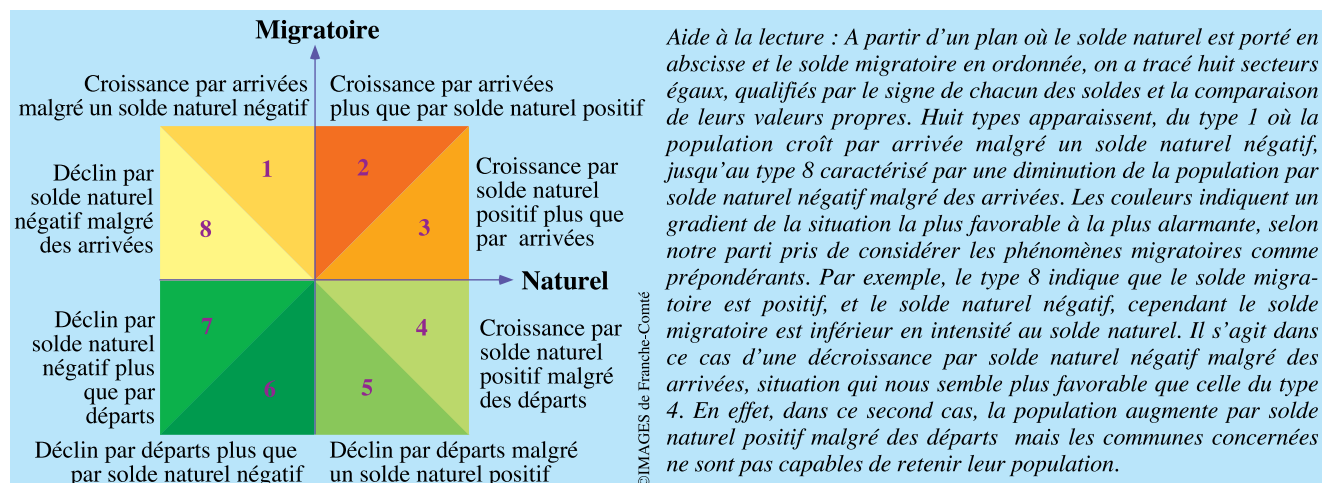 Migratoire
Croissance par arrivées
malgré un solde naturel négatif
Croissance par arrivées
plus que par solde naturel positif
Déclin par
solde naturel
négatif malgré
des arrivées
1
2
8
3
Croissance par
solde naturel
positif plus que
par arrivées
Naturel
Déclin par
solde naturel
négatif plus
que par
départs
7
4
6
5
Croissance par
solde naturel
positif malgré
des départs
Déclin par départs plus que
par solde naturel négatif
Déclin par départs malgré
un solde naturel positif
©IMAGES de Franche-Comté
Aide à la lecture : A partir d'un plan où le solde naturel est porté en
abscisse et le solde migratoire en ordonnée, on a tracé huit secteurs
égaux, qualifiés par le signe de chacun des soldes et la comparaison
de leurs valeurs propres. Huit types apparaissent, du type 1 où la
population croît par arrivée malgré un solde naturel négatif,
jusqu'au type 8 caractérisé par une diminution de la population par
solde naturel négatif malgré des arrivées. Les couleurs indiquent un
gradient de la situation la plus favorable à la plus alarmante, selon
notre parti pris de considérer les phénomènes migratoires comme
prépondérants. Par exemple, le type 8 indique que le solde migra-
toire est positif, et le solde naturel négatif, cependant le solde
migratoire est inférieur en intensité au solde naturel. Il s'agit dans
ce cas d'une décroissance par solde naturel négatif malgré des
arrivées, situation qui nous semble plus favorable que celle du type
4. En effet, dans ce second cas, la population augmente par solde
naturel positif malgré des départs mais les communes concernées
ne sont pas capables de retenir leur population.